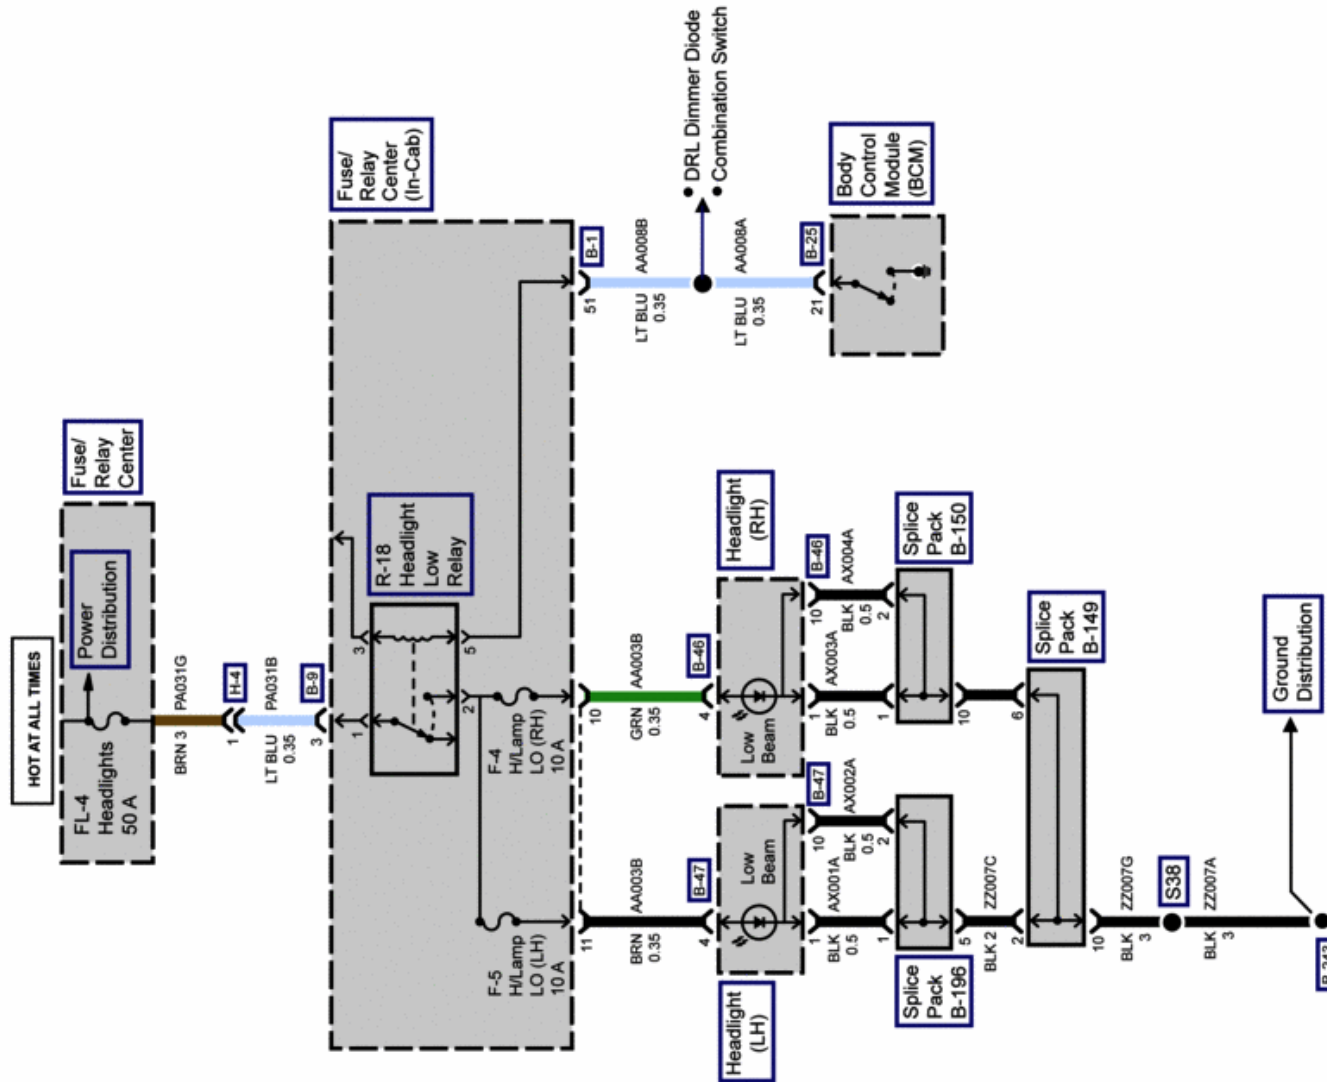 HOT AT ALL TIMES
Fuse/
Relay
Center
Power
Distribution
FL-4
Headlights
50 A
BRN 3
PA031G
1
H-4
LT BLU
0.35
PA031B
3
B-9
Fuse/
Relay
Center
(In-Cab)
R-18
Headlight
Low
Relay
1
3
2
5
F-5
H/Lamp
LO (LH)
10 A
F-4
H/Lamp
LO (RH)
10 A
11
10
51
B-1
BRN
0.35
AA003B
GRN
0.35
AA003B
LT BLU
0.35
AA008B
• DRL Dimmer Diode
• Combination Switch
LT BLU
0.35
AA008A
21
B-25
Body
Control
Module
(BCM)
4
B-47
4
B-46
Headlight
(LH)
Low
Beam
Low
Beam
Headlight
(RH)
1
10
B-47
1
10
B-46
BLK
0.5
AX001A
BLK
0.5
AX002A
BLK
0.5
AX003A
BLK
0.5
AX004A
1
2
1
2
Splice
Pack
B-196
Splice
Pack
B-150
5
10
BLK 2
ZZ007C
2
6
Splice
Pack
B-149
10
BLK
3
ZZ007G
S38
BLK
3
ZZ007A
Ground
Distribution